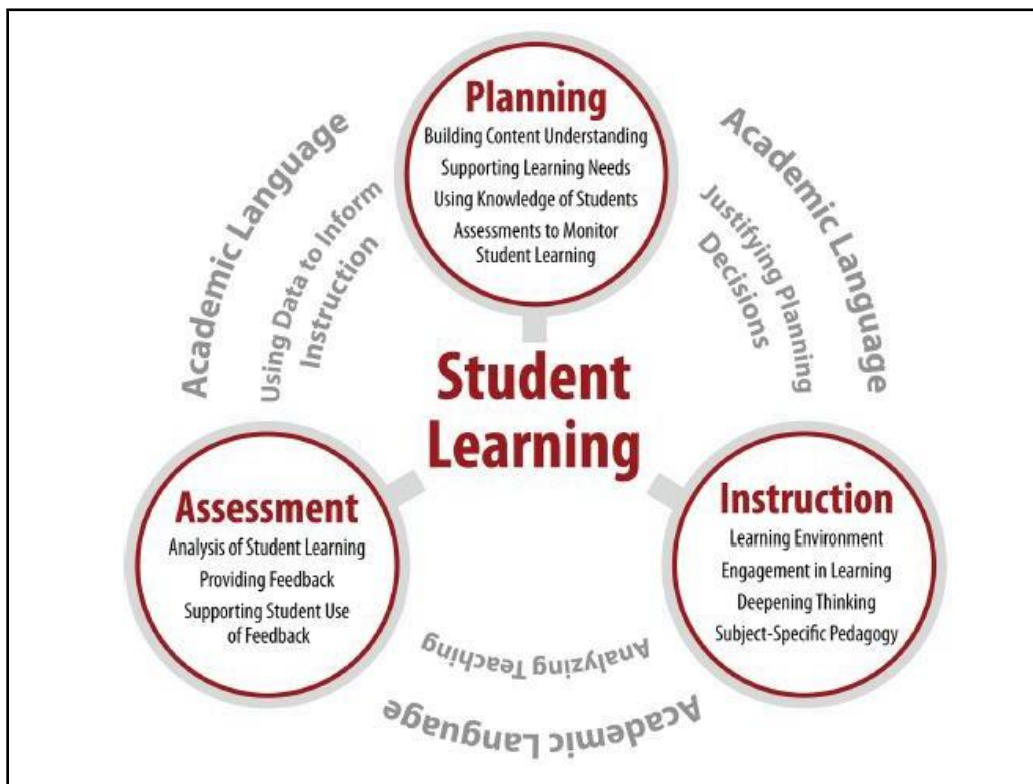 Planning
Building Content Understanding
Supporting Learning Needs
Using Knowledge of Students
Assessments to Monitor
Student Learning
Academic Language
Using Data to Inform
Instruction
Academic Language
Justifying Planning
Decisions
Student
Learning
Assessment
Analysis of Student Learning
Providing Feedback
Supporting Student Use
of Feedback
Instruction
Learning Environment
Engagement in Learning
Deepening Thinking
Subject-Specific Pedagogy
Analyzing Teaching
Academic Language